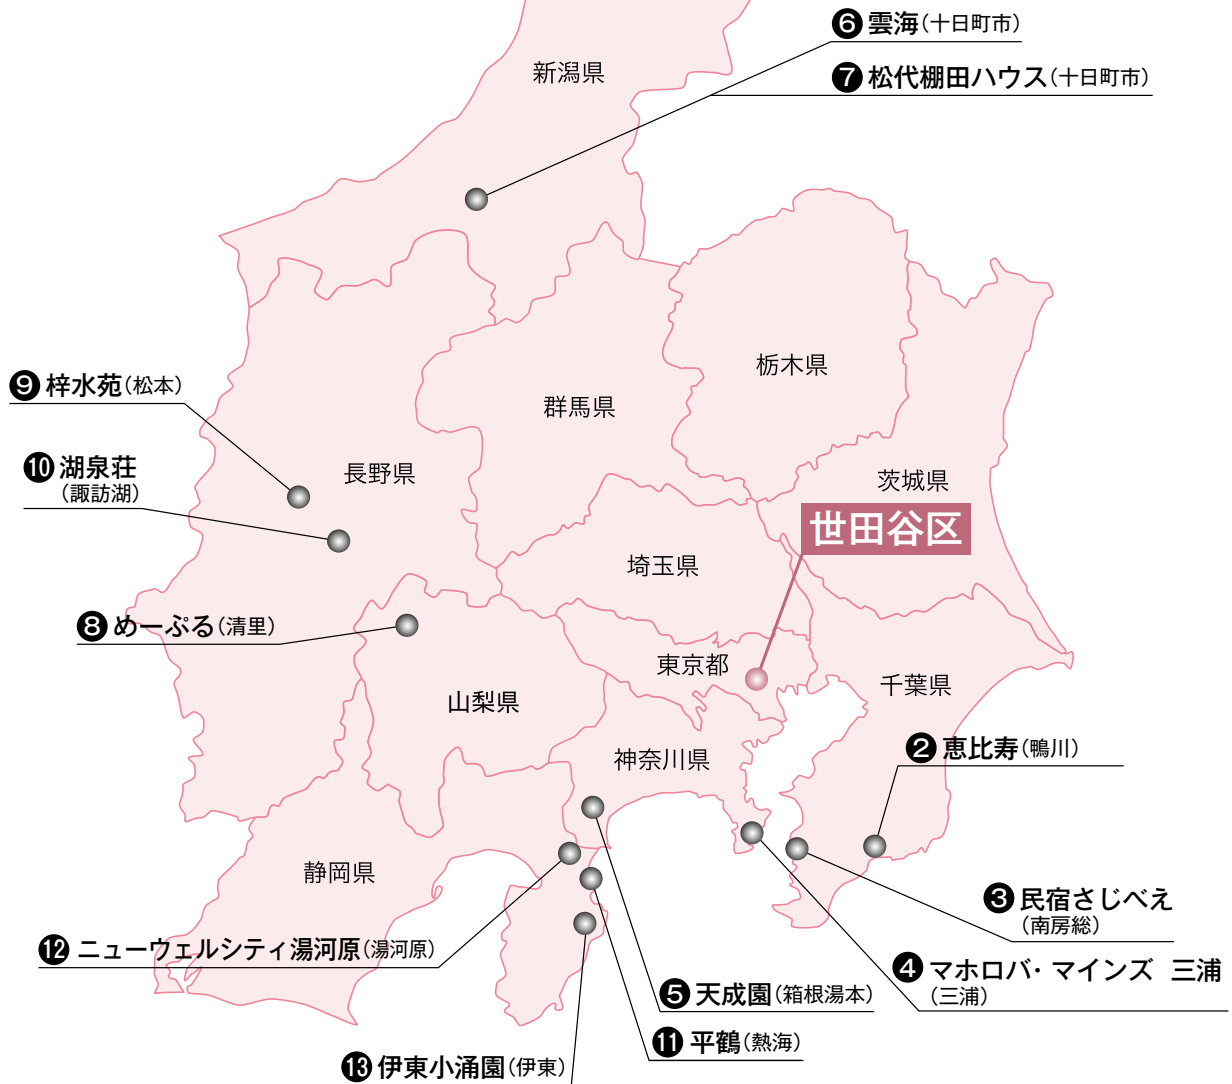 ❻ 雲海(十日町市)
新潟県
❼ 松代棚田ハウス(十日町市)
栃木県
❾ 梓水苑(松本)
群馬県
❿ 湖泉荘
(諏訪湖)
長野県
茨城県
世田谷区
埼玉県
❽ めーぷる(清里)
東京都
千葉県
山梨県
❷ 恵比寿(鴨川)
神奈川県
静岡県
❸ 民宿さじべえ
(南房総)
⓬ ニューウェルシティ湯河原(湯河原)
❹ マホロバ・マインズ 三浦
(三浦)
❺ 天成園(箱根湯本)
⓫ 平鶴(熱海)
⓭ 伊東小涌園(伊東)